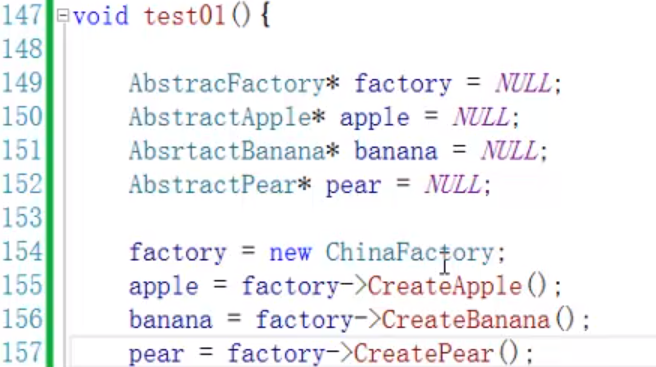 147 void test01(){
148
149 AbstracFactory* factory = NULL;
150 AbstractApple* apple = NULL;
151 AbsrtactBanana* banana = NULL;
152 AbstractPear* pear = NULL;
153
154 factory = new ChinaFactory;
155 apple = factory->CreateApple();
156 banana = factory->CreateBanana();
157 pear = factory->CreatePear();